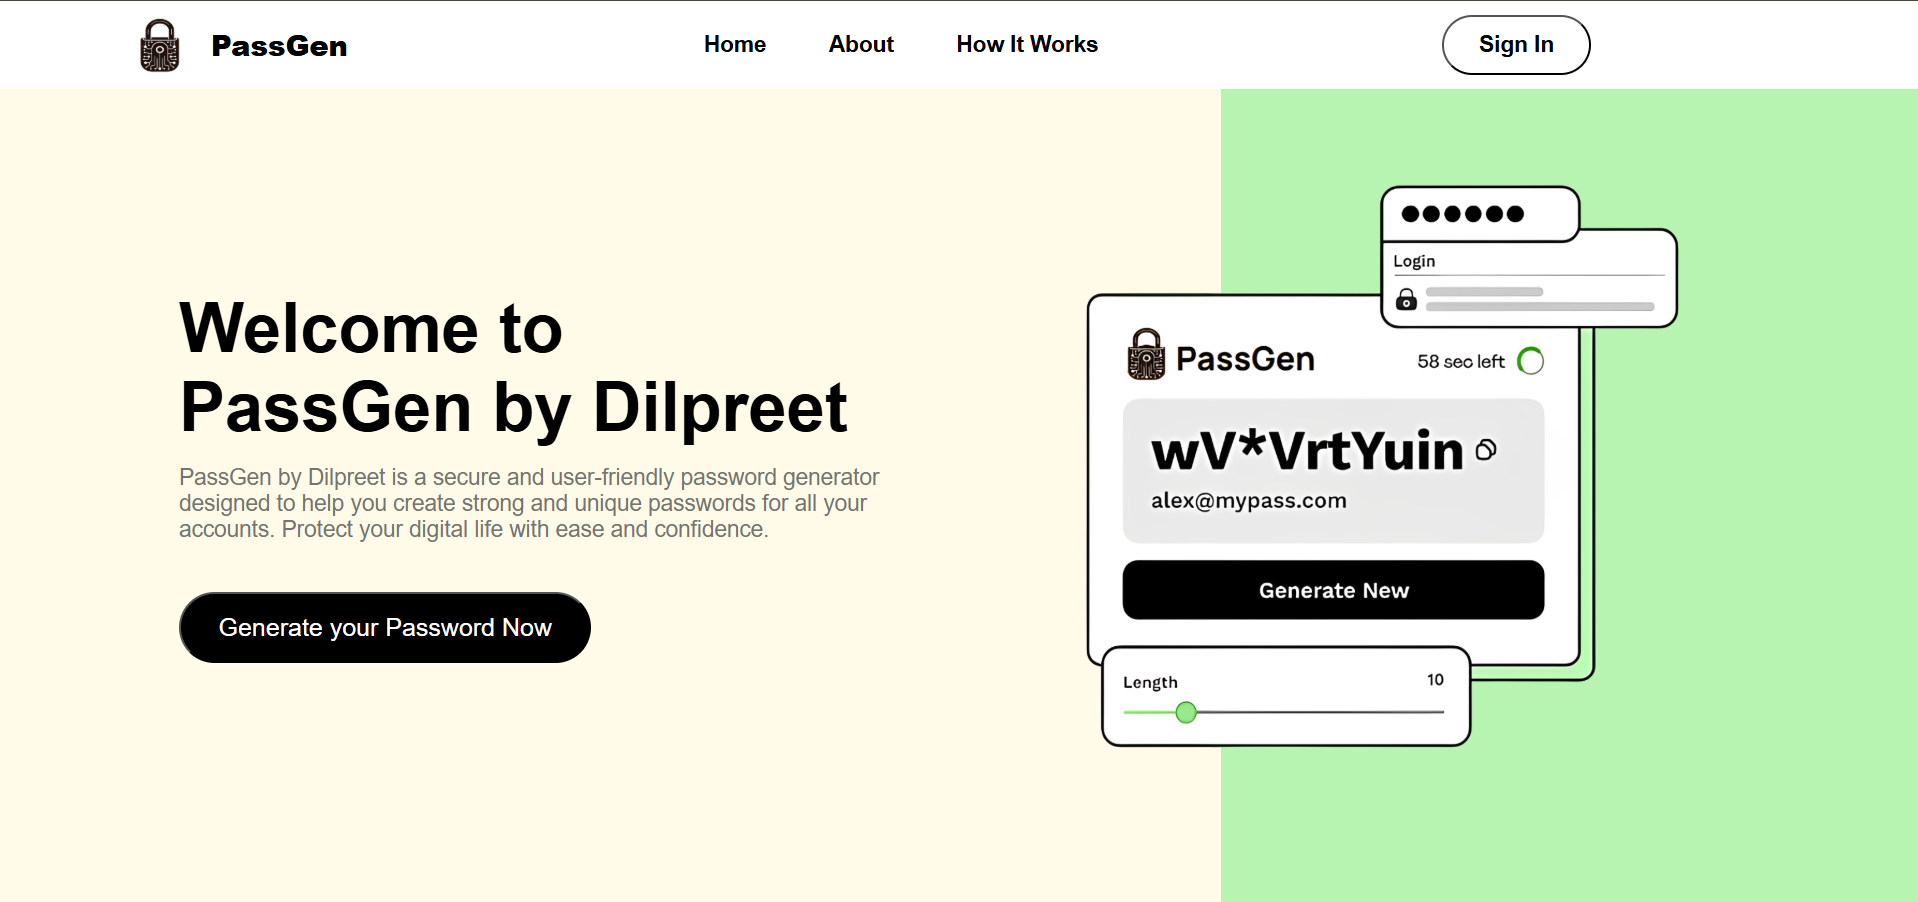 PassGen
Home
About
How It Works
Sign In
Welcome to
PassGen by Dilpreet
PassGen by Dilpreet is a secure and user-friendly password generator
designed to help you create strong and unique passwords for all your
accounts. Protect your digital life with ease and confidence.
Generate your Password Now
Login
PassGen
58 sec left
wV*VrtYuin
alex@mypass.com
Generate New
Length
10